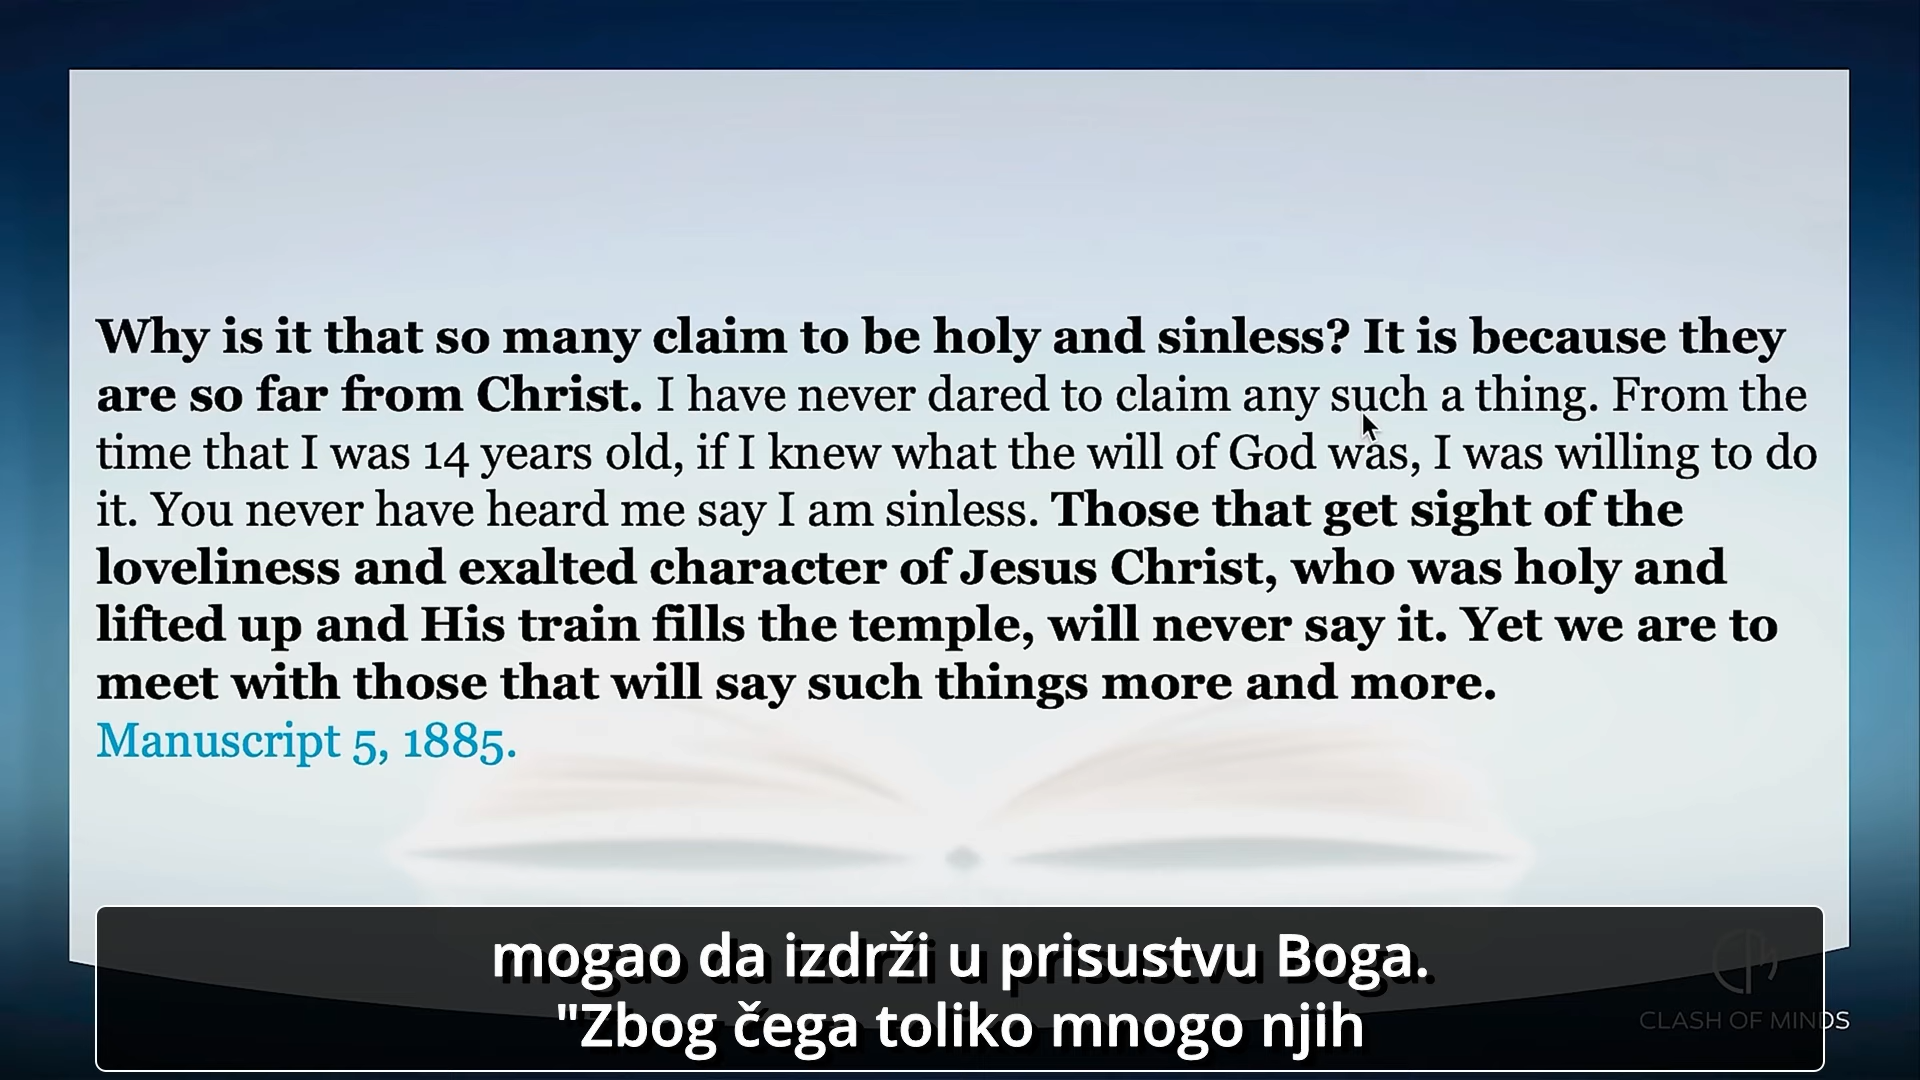 Why is it that so many claim to be holy and sinless? It is because they
are so far from Christ. I have never dared to claim any such a thing. From the
time that I was 14 years old, if I knew what the will of God was, I was willing to do
it. You never have heard me say I am sinless. Those that get sight of the
loveliness and exalted character of Jesus Christ, who was holy and
lifted up and His train fills the temple, will never say it. Yet we are to
meet with those that will say such things more and more.
Manuscript 5, 1885.
mogao da izdrži u prisustvu Boga.
"Zbog čega toliko mnogo njih
CLASH OF MINDS